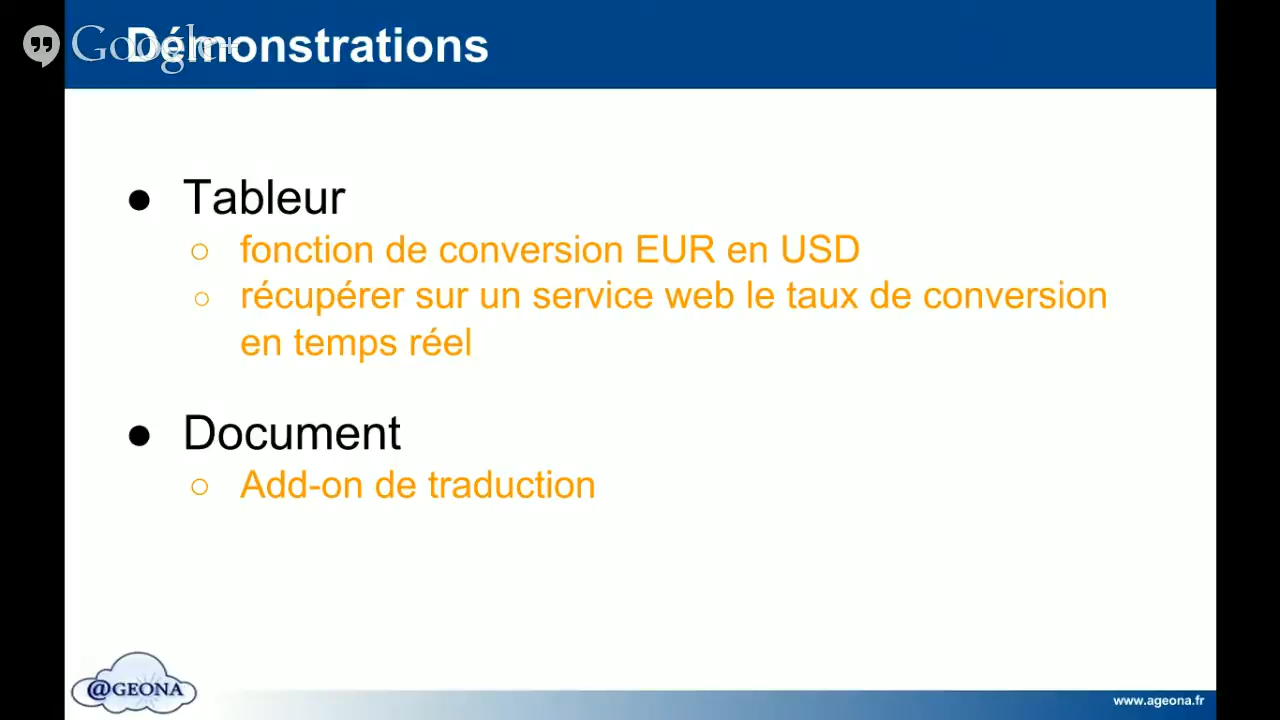 Google+
Démonstrations
● Tableur
○ fonction de conversion EUR en USD
○ récupérer sur un service web le taux de conversion
en temps réel
● Document
○ Add-on de traduction
@GEONA
www.ageona.fr